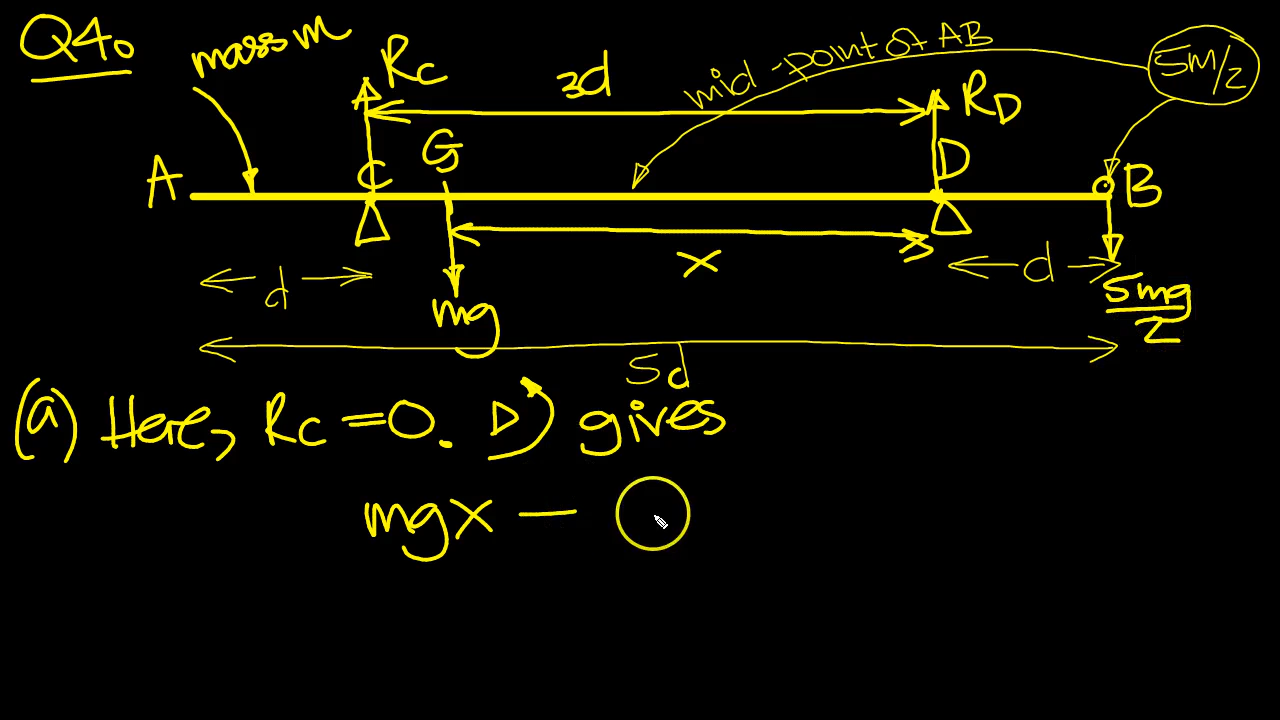 Q4.
mass m
Rc
3d
mid-point of AB
5m/2
RD
A
C
G
D
B
x
d
mg
d
5mg/2
5d
(a) Here, Rc = 0. D) gives
mgx −